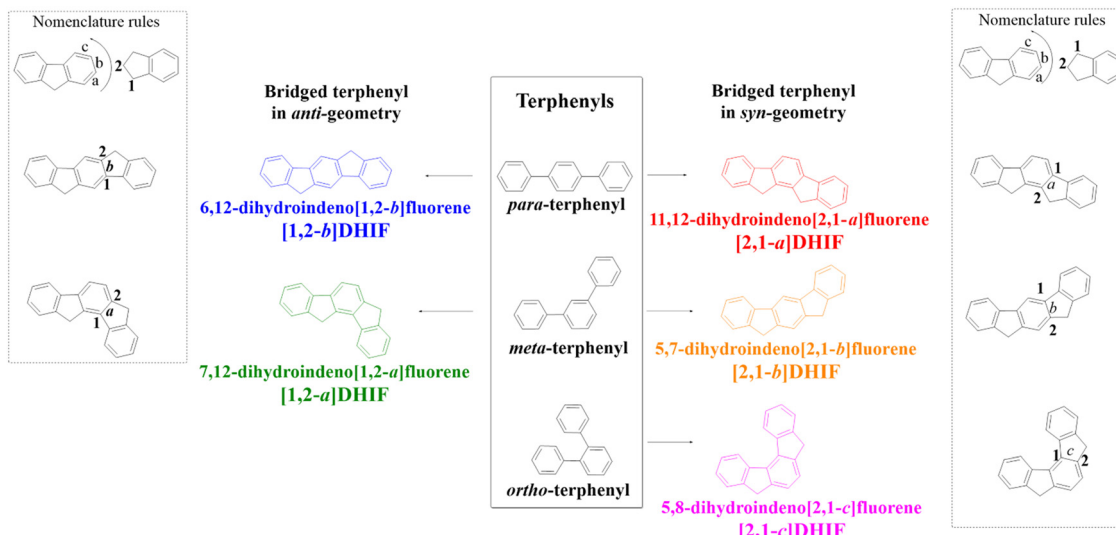 Nomenclature rules
c
b
a
2
1
2
b
1
2
a
1
Bridged terphenyl
in anti-geometry
6,12-dihydroindeno[1,2-b]fluorene
[1,2-b]DHIF
7,12-dihydroindeno[1,2-a]fluorene
[1,2-a]DHIF
Terphenyls
para-terphenyl
meta-terphenyl
ortho-terphenyl
Bridged terphenyl
in syn-geometry
11,12-dihydroindeno[2,1-a]fluorene
[2,1-a]DHIF
5,7-dihydroindeno[2,1-b]fluorene
[2,1-b]DHIF
5,8-dihydroindeno[2,1-c]fluorene
[2,1-c]DHIF
Nomenclature rules
c
b
a
1
2
1
a
2
1
b
2
1 c 2